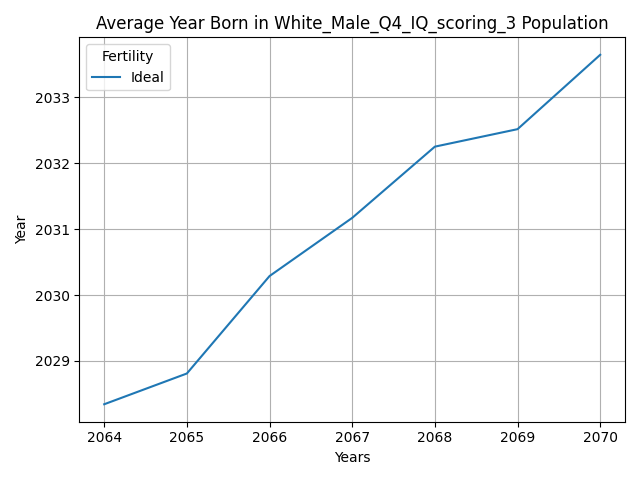 Average Year Born in White_Male_Q4_IQ_scoring_3 Population
Fertility
Ideal
2033
2032
2031
2030
2029
Year
2064 2065 2066 2067 2068 2069 2070
Years